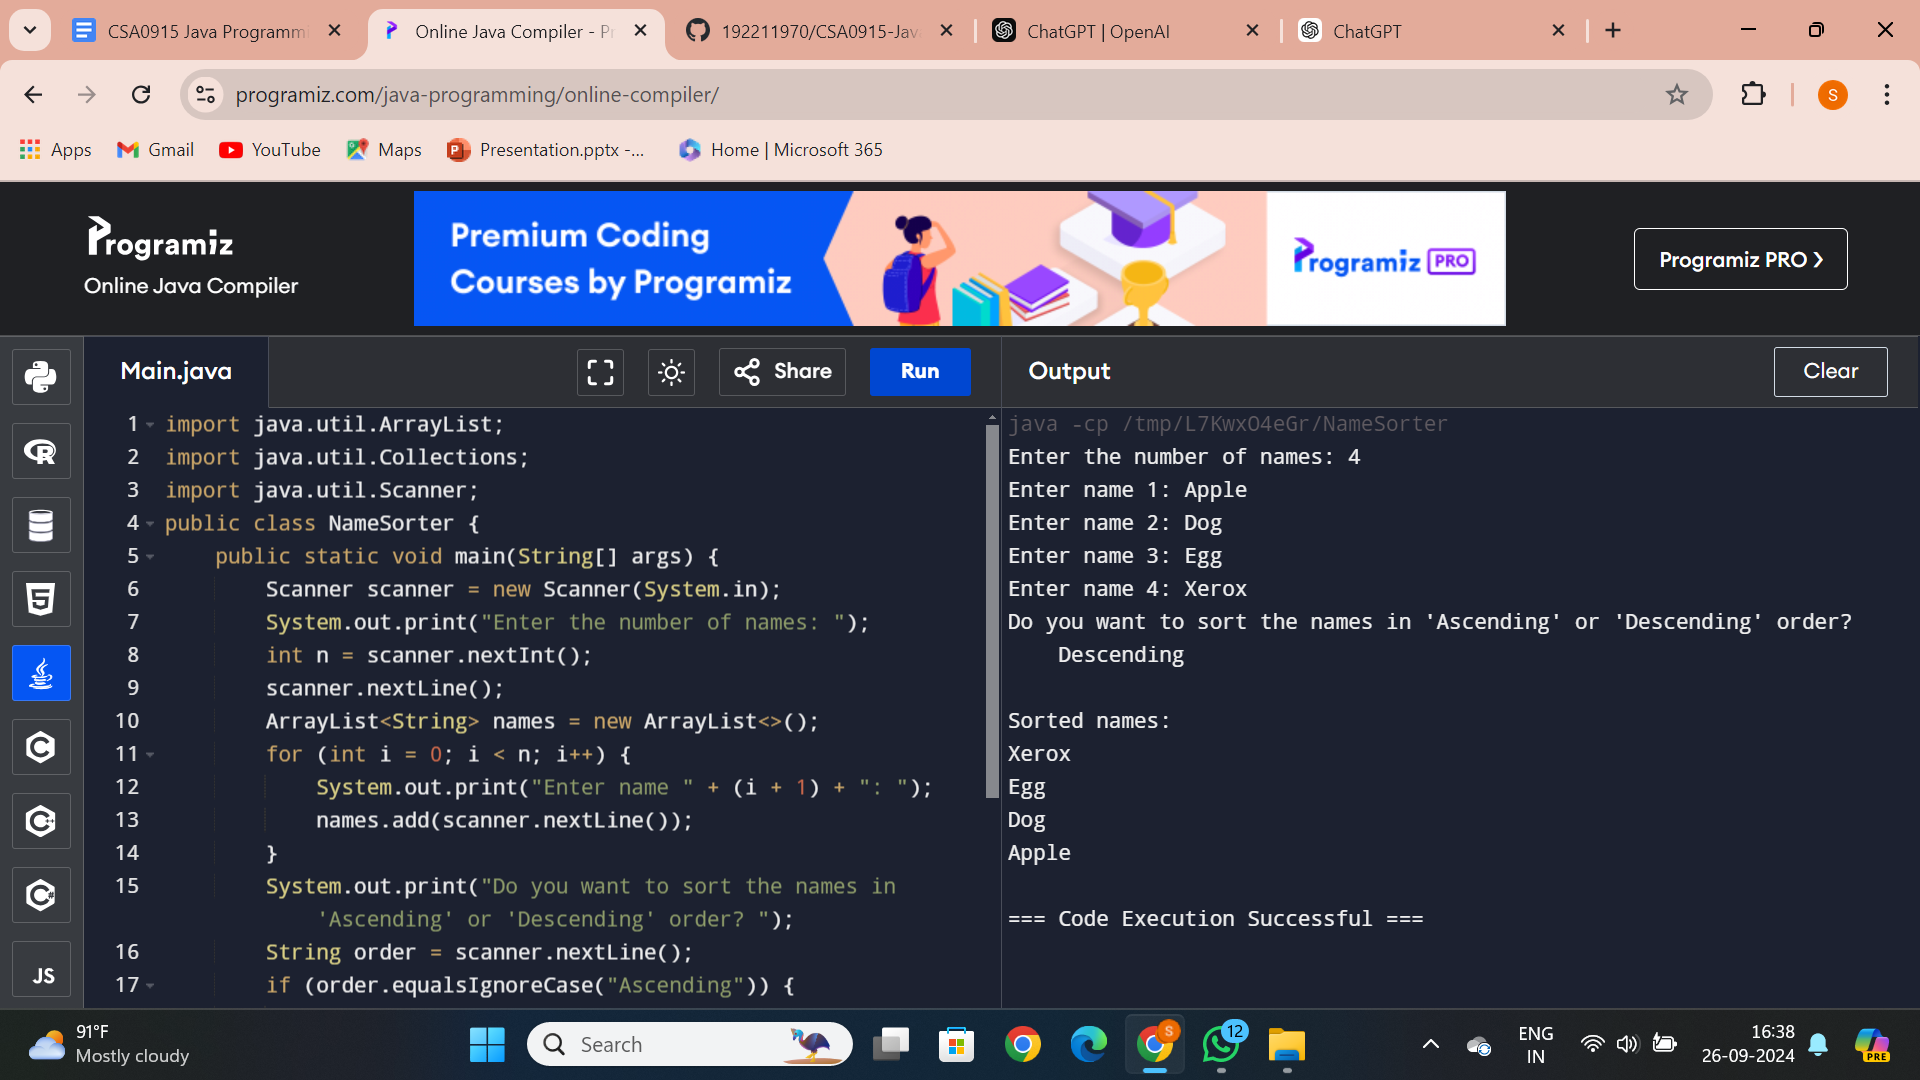 CSA0915 Java Programmi
Online Java Compiler - Pr
192211970/CSA0915-Jav
ChatGPT | OpenAI
ChatGPT
programiz.com/java-programming/online-compiler/
S
Apps
Gmail
YouTube
Maps
Presentation.pptx -...
Home | Microsoft 365
Programiz
Online Java Compiler
Premium Coding
Courses by Programiz
Programiz PRO
Programiz PRO ❯
Main.java
Share
Run
Output
Clear
1 import java.util.ArrayList;
2 import java.util.Collections;
3 import java.util.Scanner;
4 public class NameSorter {
5 public static void main(String[] args) {
6 Scanner scanner = new Scanner(System.in);
7 System.out.print("Enter the number of names: ");
8 int n = scanner.nextInt();
9 scanner.nextLine();
10 ArrayList<String> names = new ArrayList<>();
11 for (int i = 0; i < n; i++) {
12 System.out.print("Enter name " + (i + 1) + ": ");
13 names.add(scanner.nextLine());
14 }
15 System.out.print("Do you want to sort the names in
'Ascending' or 'Descending' order? ");
16 String order = scanner.nextLine();
17 if (order.equalsIgnoreCase("Ascending")) {
java -cp /tmp/L7KwxO4eGr/NameSorter
Enter the number of names: 4
Enter name 1: Apple
Enter name 2: Dog
Enter name 3: Egg
Enter name 4: Xerox
Do you want to sort the names in 'Ascending' or 'Descending' order?
Descending
Sorted names:
Xerox
Egg
Dog
Apple
=== Code Execution Successful ===
R
5
C
C++
C#
JS
91°F
Mostly cloudy
Search
S
12
ENG
IN
16:38
26-09-2024
PRE